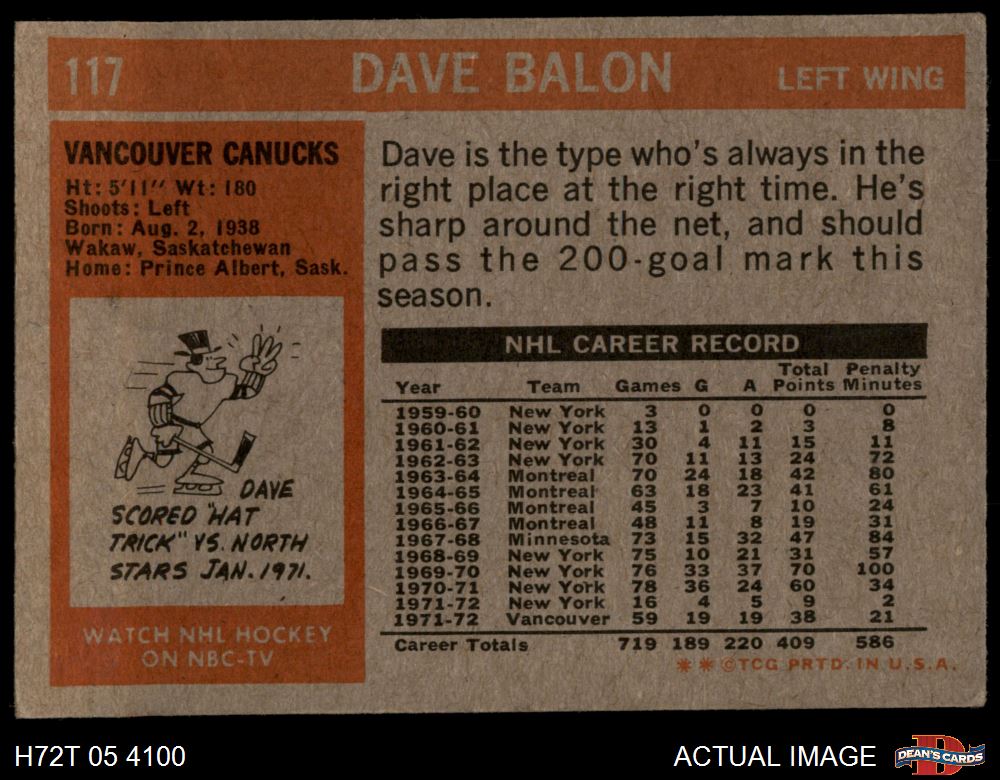 117 DAVE BALON LEFT WING
VANCOUVER CANUCKS
Ht: 5'11" Wt: 180
Shoots: Left
Born: Aug. 2, 1938
Wakaw, Saskatchewan
Home: Prince Albert, Sask.
DAVE
SCORED "HAT
TRICK" VS. NORTH
STARS JAN. 1971.
WATCH NHL HOCKEY
ON NBC-TV
Dave is the type who's always in the
right place at the right time. He's
sharp around the net, and should
pass the 200-goal mark this
season.
NHL CAREER RECORD
Total Penalty
Year Team Games G A Points Minutes
1959-60 New York 3 0 0 0 0
1960-61 New York 13 1 2 3 8
1961-62 New York 30 4 11 15 11
1962-63 New York 70 11 13 24 72
1963-64 Montreal 70 24 18 42 80
1964-65 Montreal 63 18 23 41 61
1965-66 Montreal 45 3 7 10 24
1966-67 Montreal 48 11 8 19 31
1967-68 Minnesota 73 15 32 47 84
1968-69 New York 75 10 21 31 57
1969-70 New York 76 33 37 70 100
1970-71 New York 78 36 24 60 34
1971-72 New York 16 4 5 9 2
1971-72 Vancouver 59 19 19 38 21
Career Totals 719 189 220 409 586
** ©TCG PRTD. IN U.S.A.
H72T 05 4100 ACTUAL IMAGE D DEAN'S CARDS